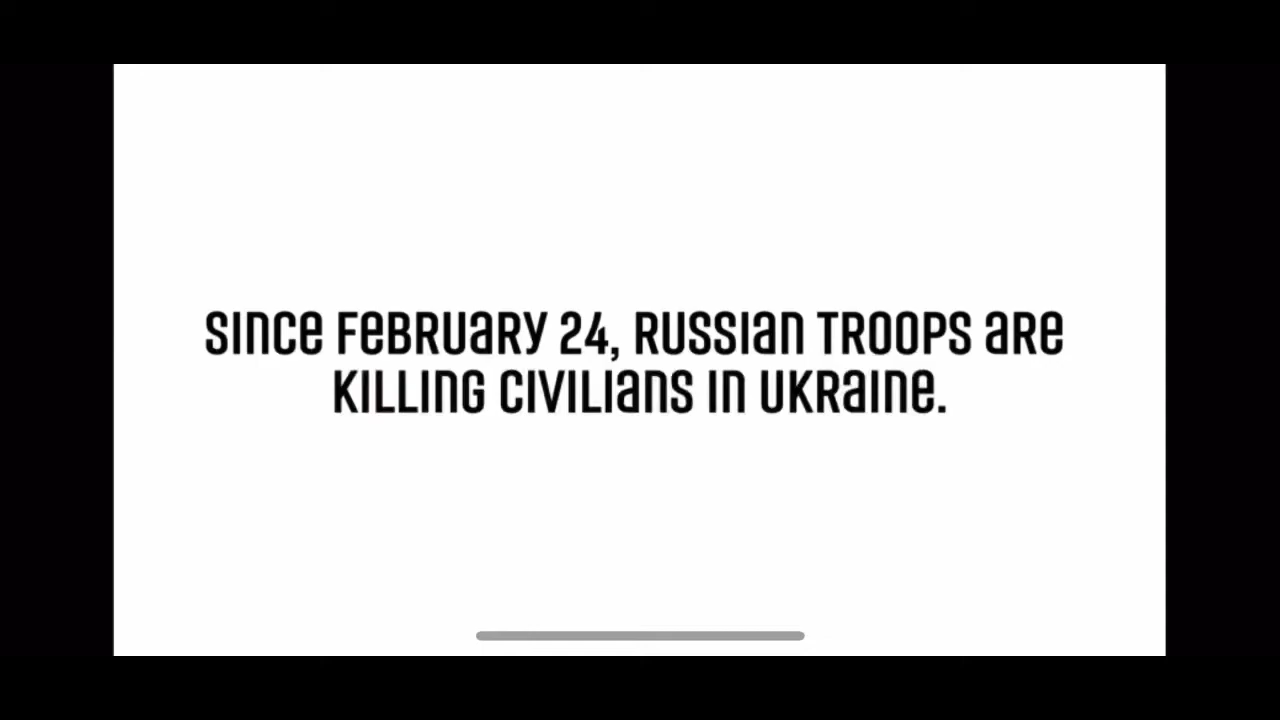 SINCE FEBRUARY 24, RUSSIAN TROOPS ARE
KILLING CIVILIANS IN UKRAINE.